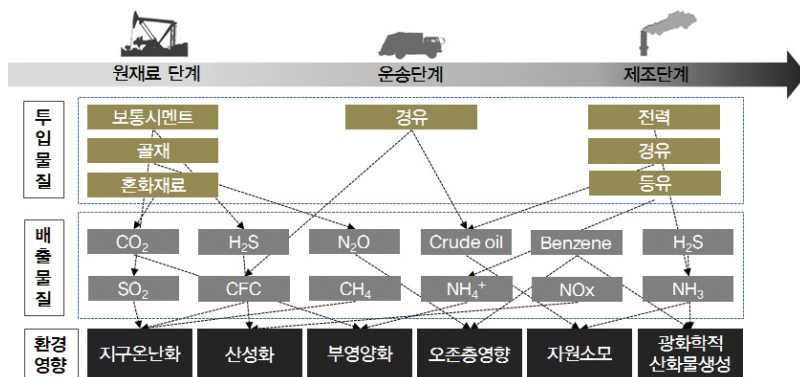 원재료 단계
운송단계
제조단계
투입물질
보통시멘트
경유
전력
골재
경유
혼화재료
등유
배출물질
CO₂
H₂S
N₂O
Crude oil
Benzene
H₂S
SO₂
CFC
CH₄
NH₄⁺
NOx
NH₃
환경
영향
지구온난화
산성화
부영양화
오존층영향
자원소모
광화학적
산화물생성